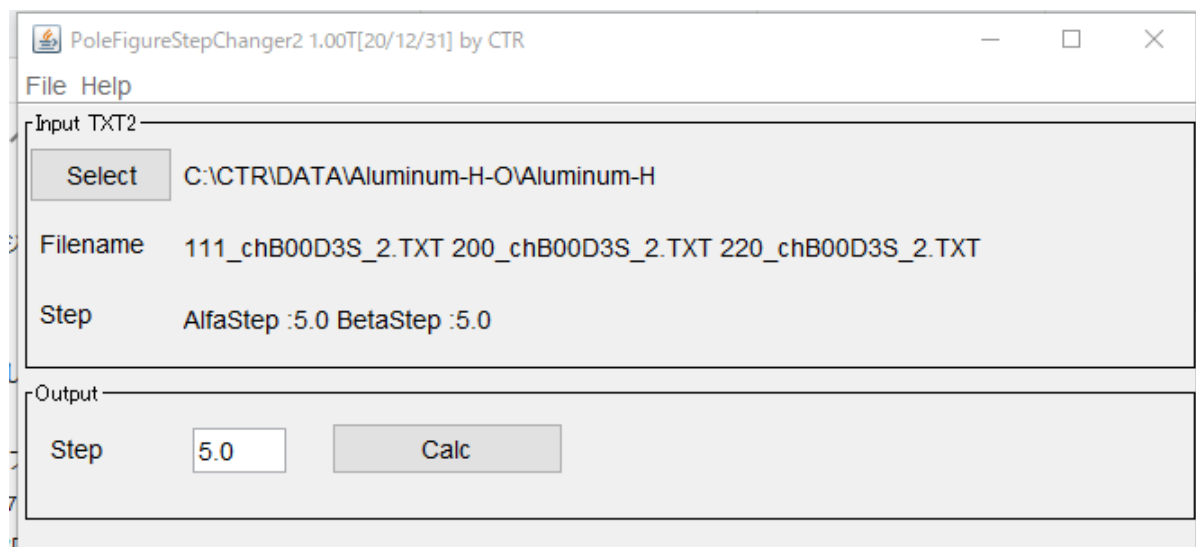 PoleFigureStepChanger2 1.00T[20/12/31] by CTR
File Help
Input TXT2
Select C:\CTR\DATA\Aluminum-H-O\Aluminum-H
Filename 111_chB00D3S_2.TXT 200_chB00D3S_2.TXT 220_chB00D3S_2.TXT
Step AlfaStep :5.0 BetaStep :5.0
Output
Step 5.0 Calc